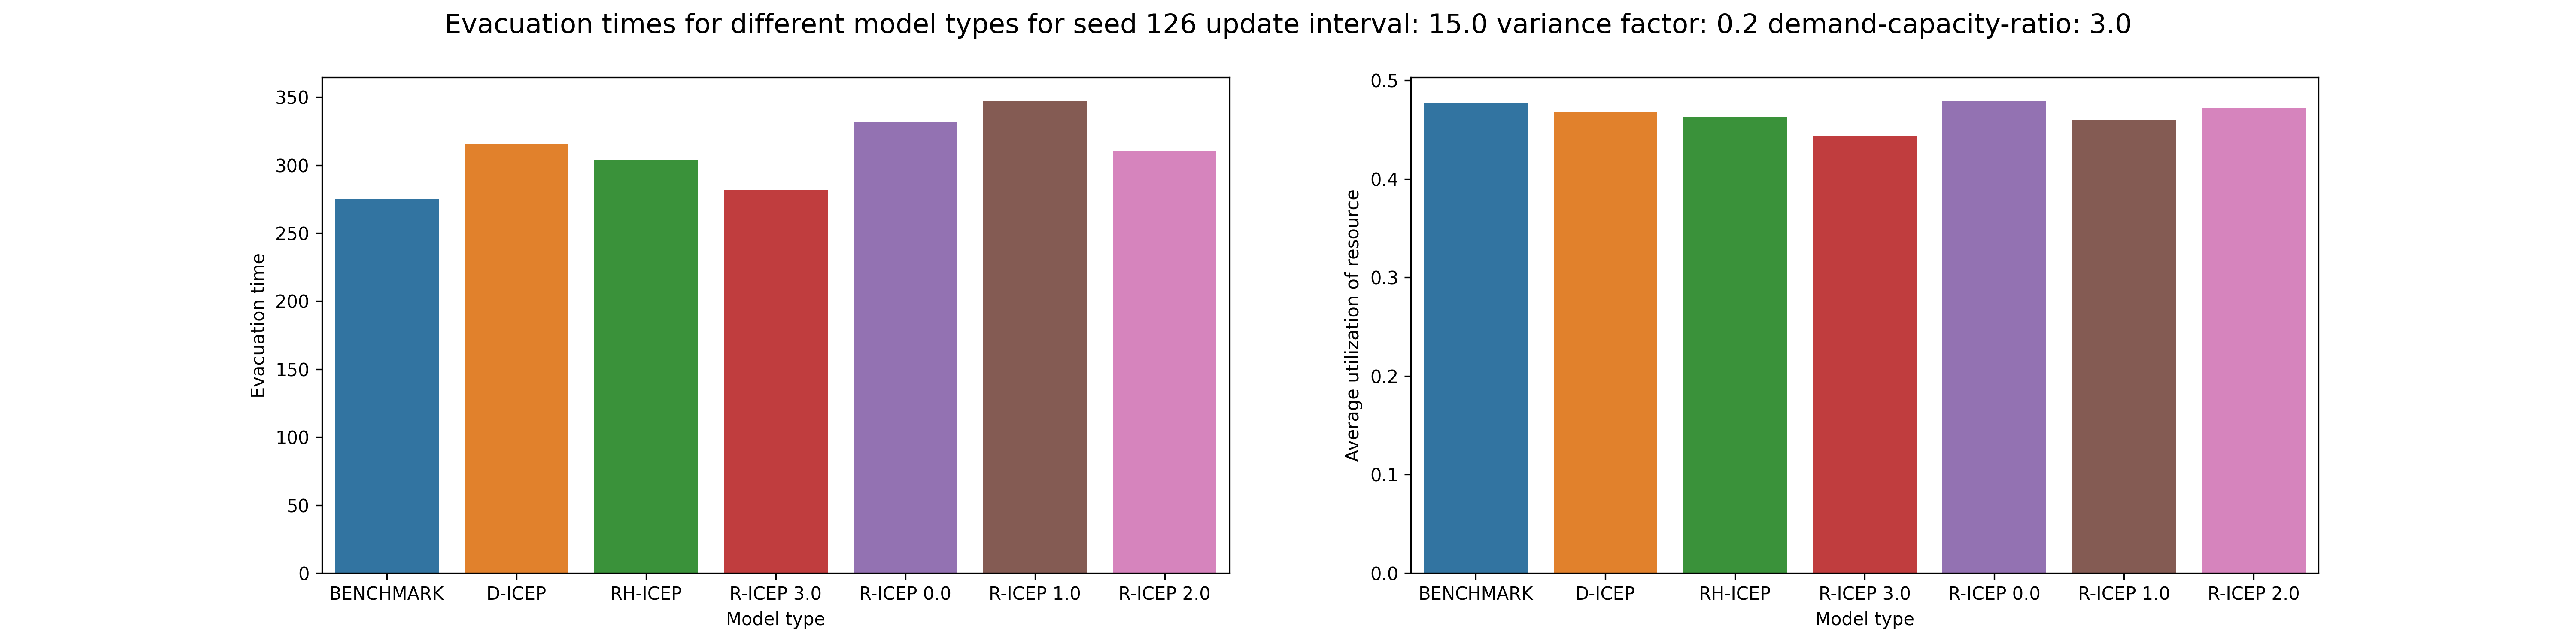 Evacuation times for different model types for seed 126 update interval: 15.0 variance factor: 0.2 demand-capacity-ratio: 3.0
Evacuation time
350
300
250
200
150
100
50
0
BENCHMARK D-ICEP RH-ICEP R-ICEP 3.0 R-ICEP 0.0 R-ICEP 1.0 R-ICEP 2.0
Model type
Average utilization of resource
0.5
0.4
0.3
0.2
0.1
0.0
BENCHMARK D-ICEP RH-ICEP R-ICEP 3.0 R-ICEP 0.0 R-ICEP 1.0 R-ICEP 2.0
Model type